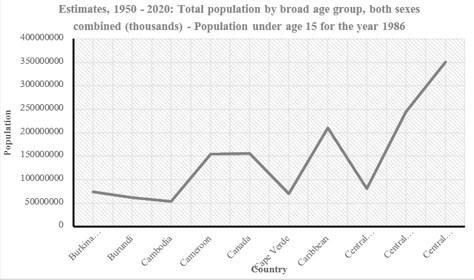 Estimates, 1950 - 2020: Total population by broad age group, both sexes
combined (thousands) - Population under age 15 for the year 1986
400000000
350000000
300000000
250000000
200000000
150000000
100000000
50000000
0
Population
Burkina…
Burundi
Cambodia
Cameroon
Canada
Cape Verde
Caribbean
Central…
Central…
Central…
Country